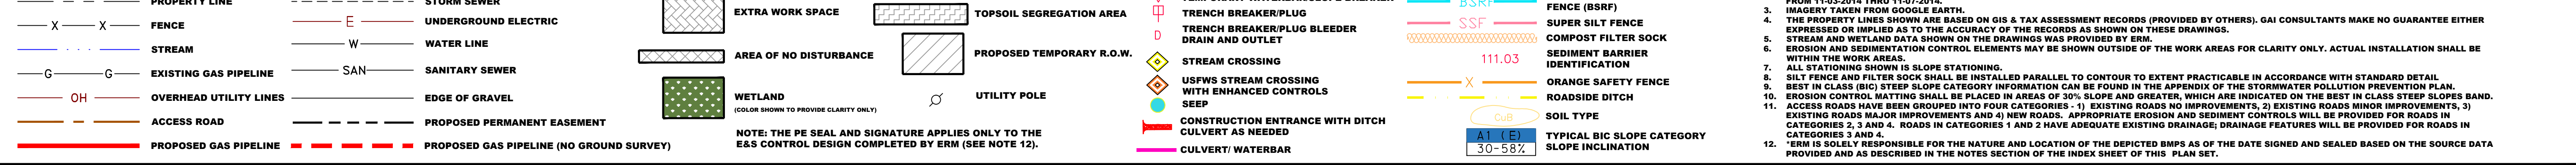 PROPERTY LINE
X X FENCE
STREAM
G G EXISTING GAS PIPELINE
OH OVERHEAD UTILITY LINES
ACCESS ROAD
PROPOSED GAS PIPELINE
STORM SEWER
E UNDERGROUND ELECTRIC
W WATER LINE
SAN SANITARY SEWER
EDGE OF GRAVEL
PROPOSED PERMANENT EASEMENT
PROPOSED GAS PIPELINE (NO GROUND SURVEY)
EXTRA WORK SPACE
AREA OF NO DISTURBANCE
WETLAND
(COLOR SHOWN TO PROVIDE CLARITY ONLY)
TOPSOIL SEGREGATION AREA
PROPOSED TEMPORARY R.O.W.
UTILITY POLE
NOTE: THE PE SEAL AND SIGNATURE APPLIES ONLY TO THE
E&S CONTROL DESIGN COMPLETED BY ERM (SEE NOTE 12).
TRENCH BREAKER/PLUG
D TRENCH BREAKER/PLUG BLEEDER
DRAIN AND OUTLET
STREAM CROSSING
USFWS STREAM CROSSING
WITH ENHANCED CONTROLS
SEEP
CONSTRUCTION ENTRANCE WITH DITCH
CULVERT AS NEEDED
CULVERT/ WATERBAR
BSRF FENCE (BSRF)
SSF SUPER SILT FENCE
COMPOST FILTER SOCK
111.03 SEDIMENT BARRIER
IDENTIFICATION
X ORANGE SAFETY FENCE
ROADSIDE DITCH
CuB SOIL TYPE
A1 (E) TYPICAL BIC SLOPE CATEGORY
30-58% SLOPE INCLINATION
FROM 11-03-2014 THRU 11-07-2014.
3. IMAGERY TAKEN FROM GOOGLE EARTH.
4. THE PROPERTY LINES SHOWN ARE BASED ON GIS & TAX ASSESSMENT RECORDS (PROVIDED BY OTHERS). GAI CONSULTANTS MAKE NO GUARANTEE EITHER
EXPRESSED OR IMPLIED AS TO THE ACCURACY OF THE RECORDS AS SHOWN ON THESE DRAWINGS.
5. STREAM AND WETLAND DATA SHOWN ON THE DRAWINGS WAS PROVIDED BY ERM.
6. EROSION AND SEDIMENTATION CONTROL ELEMENTS MAY BE SHOWN OUTSIDE OF THE WORK AREAS FOR CLARITY ONLY. ACTUAL INSTALLATION SHALL BE
WITHIN THE WORK AREAS.
7. ALL STATIONING SHOWN IS SLOPE STATIONING.
8. SILT FENCE AND FILTER SOCK SHALL BE INSTALLED PARALLEL TO CONTOUR TO EXTENT PRACTICABLE IN ACCORDANCE WITH STANDARD DETAIL
9. BEST IN CLASS (BIC) STEEP SLOPE CATEGORY INFORMATION CAN BE FOUND IN THE APPENDIX OF THE STORMWATER POLLUTION PREVENTION PLAN.
10. EROSION CONTROL MATTING SHALL BE PLACED IN AREAS OF 30% SLOPE AND GREATER, WHICH ARE INDICATED ON THE BEST IN CLASS STEEP SLOPES BAND.
11. ACCESS ROADS HAVE BEEN GROUPED INTO FOUR CATEGORIES - 1) EXISTING ROADS NO IMPROVEMENTS, 2) EXISTING ROADS MINOR IMPROVEMENTS, 3)
EXISTING ROADS MAJOR IMPROVEMENTS AND 4) NEW ROADS. APPROPRIATE EROSION AND SEDIMENT CONTROLS WILL BE PROVIDED FOR ROADS IN
CATEGORIES 2, 3 AND 4. ROADS IN CATEGORIES 1 AND 2 HAVE ADEQUATE EXISTING DRAINAGE; DRAINAGE FEATURES WILL BE PROVIDED FOR ROADS IN
CATEGORIES 3 AND 4.
12. *ERM IS SOLELY RESPONSIBLE FOR THE NATURE AND LOCATION OF THE DEPICTED BMPS AS OF THE DATE SIGNED AND SEALED BASED ON THE SOURCE DATA
PROVIDED AND AS DESCRIBED IN THE NOTES SECTION OF THE INDEX SHEET OF THIS PLAN SET.